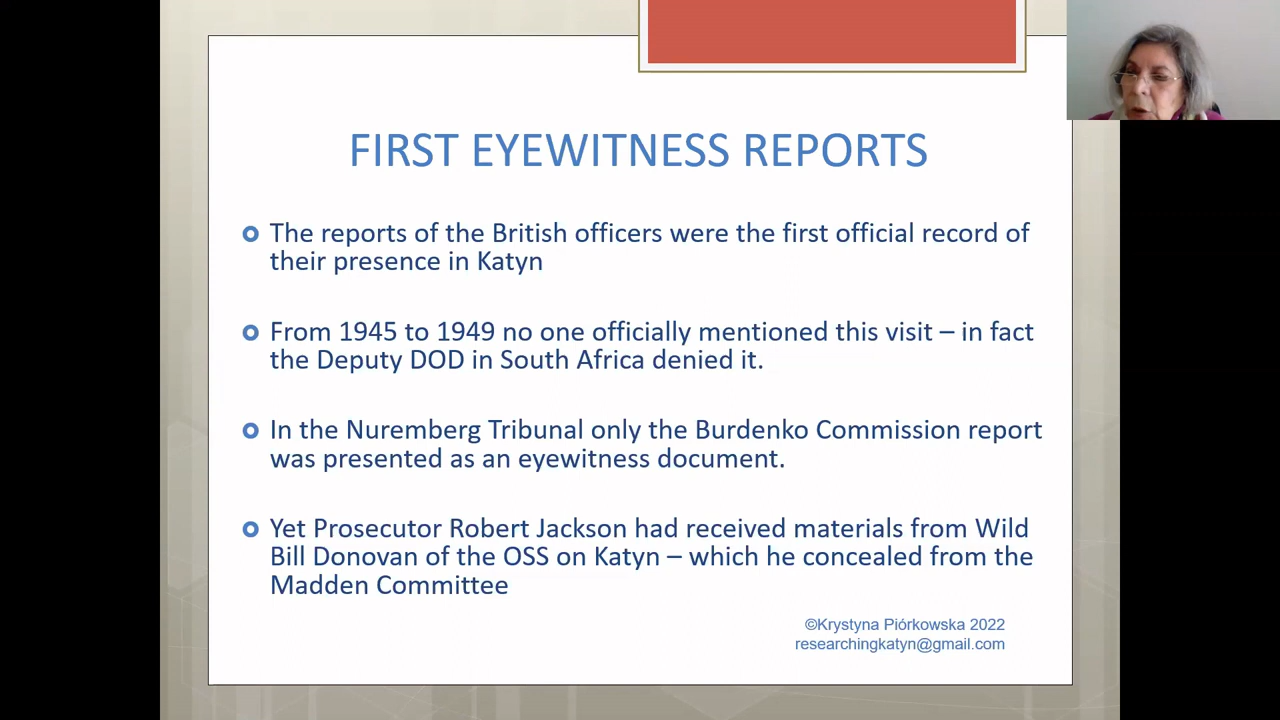 FIRST EYEWITNESS REPORTS
The reports of the British officers were the first official record of
their presence in Katyn
From 1945 to 1949 no one officially mentioned this visit – in fact
the Deputy DOD in South Africa denied it.
In the Nuremberg Tribunal only the Burdenko Commission report
was presented as an eyewitness document.
Yet Prosecutor Robert Jackson had received materials from Wild
Bill Donovan of the OSS on Katyn – which he concealed from the
Madden Committee
©Krystyna Piórkowska 2022
researchingkatyn@gmail.com